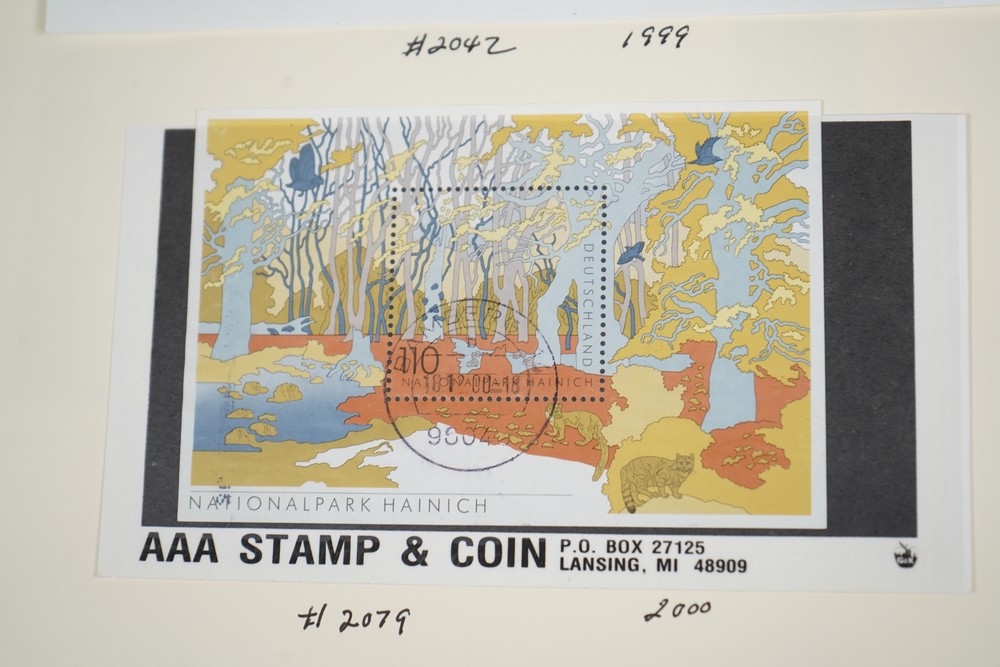 #2042 1999
DEUTSCHLAND
110
NATIONALPARK HAINICH
NATIONALPARK HAINICH
AAA STAMP & COIN
P.O. BOX 27125
LANSING, MI 48909
#2079 2000